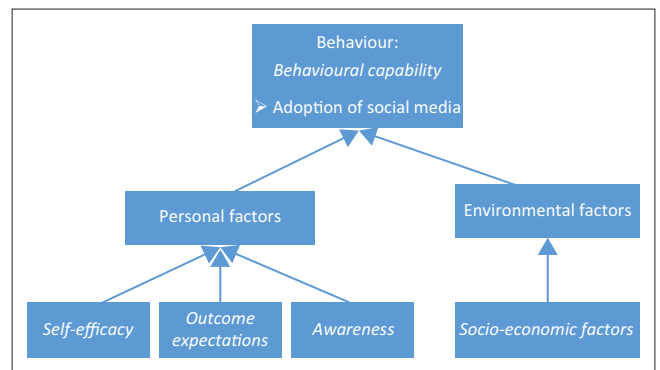 Behaviour:
Behavioural capability
➢ Adoption of social media
Personal factors
Environmental factors
Self-efficacy
Outcome
expectations
Awareness
Socio-economic factors